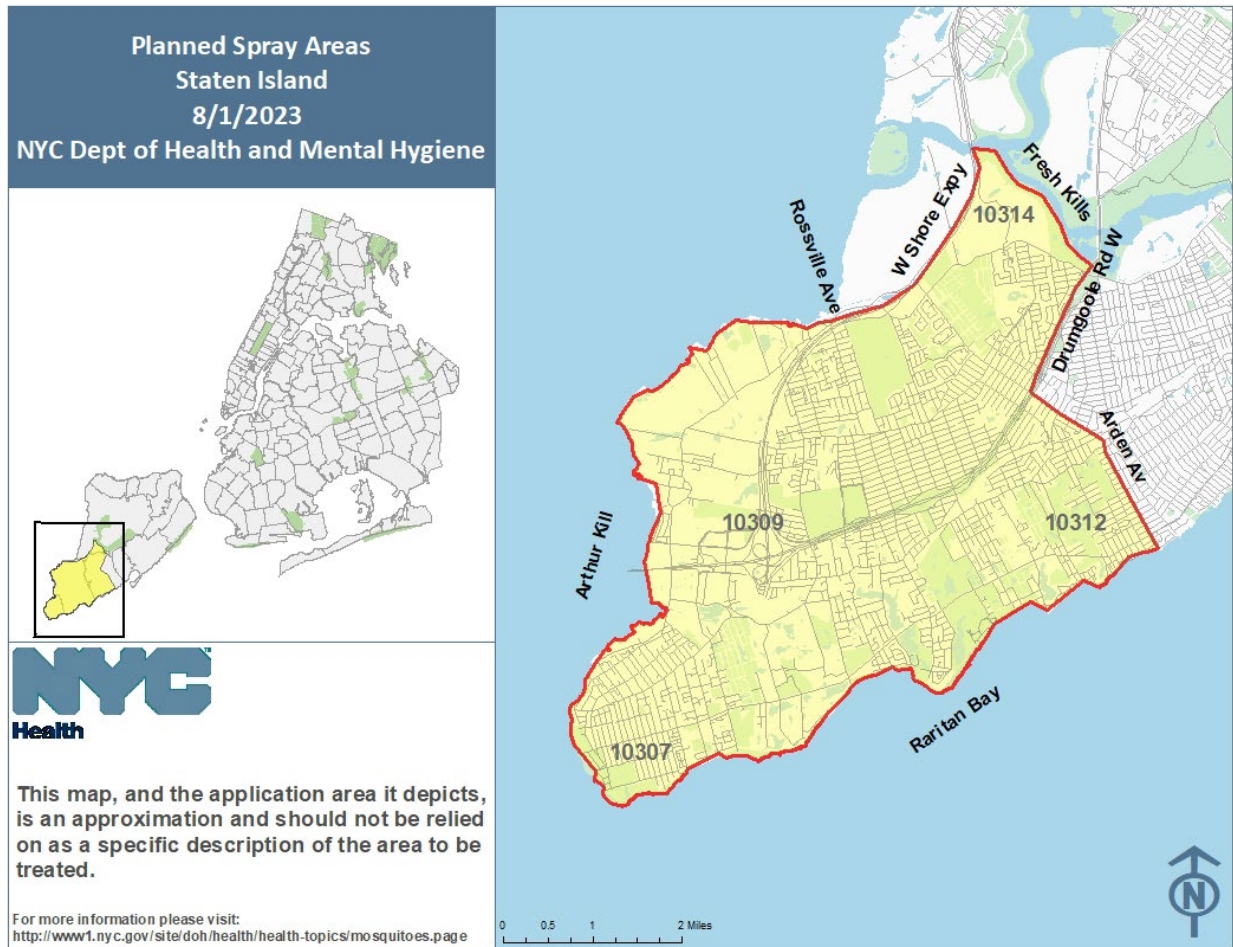 Planned Spray Areas
Staten Island
8/1/2023
NYC Dept of Health and Mental Hygiene
NYC
Health
This map, and the application area it depicts,
is an approximation and should not be relied
on as a specific description of the area to be
treated.
For more information please visit:
http://www1.nyc.gov/site/doh/health/health-topics/mosquitoes.page
Fresh Kills
10314
W Shore Expy
Rossville Ave
Drumgoole Rd W
Arden Av
10309
10312
Arthur Kill
Raritan Bay
10307
N
0 0.5 1 2 Miles